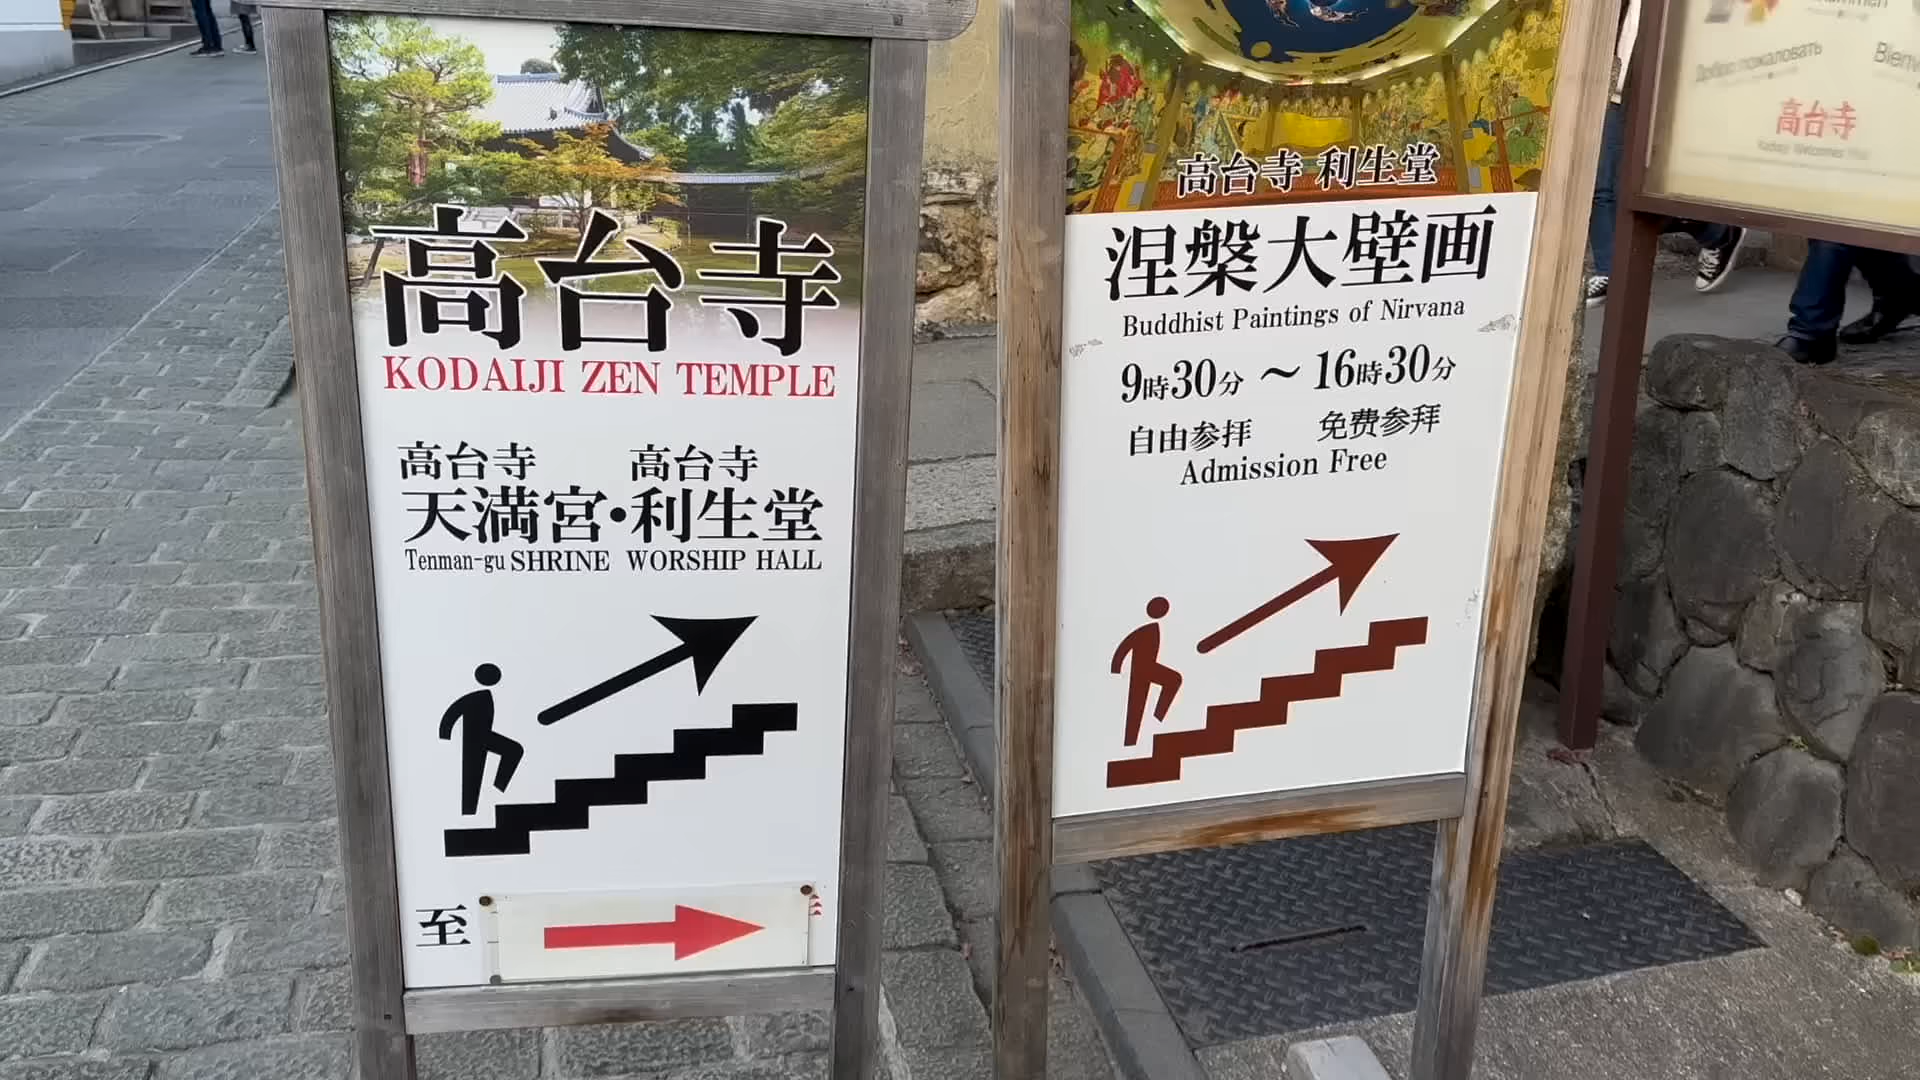 高台寺
KODAIJI ZEN TEMPLE
高台寺 高台寺
天満宮・利生堂
Tenman-gu SHRINE WORSHIP HALL
至
高台寺 利生堂
涅槃大壁画
Buddhist Paintings of Nirvana
9時30分 〜 16時30分
自由参拝 免费参拜
Admission Free
Добро пожаловать
高台寺